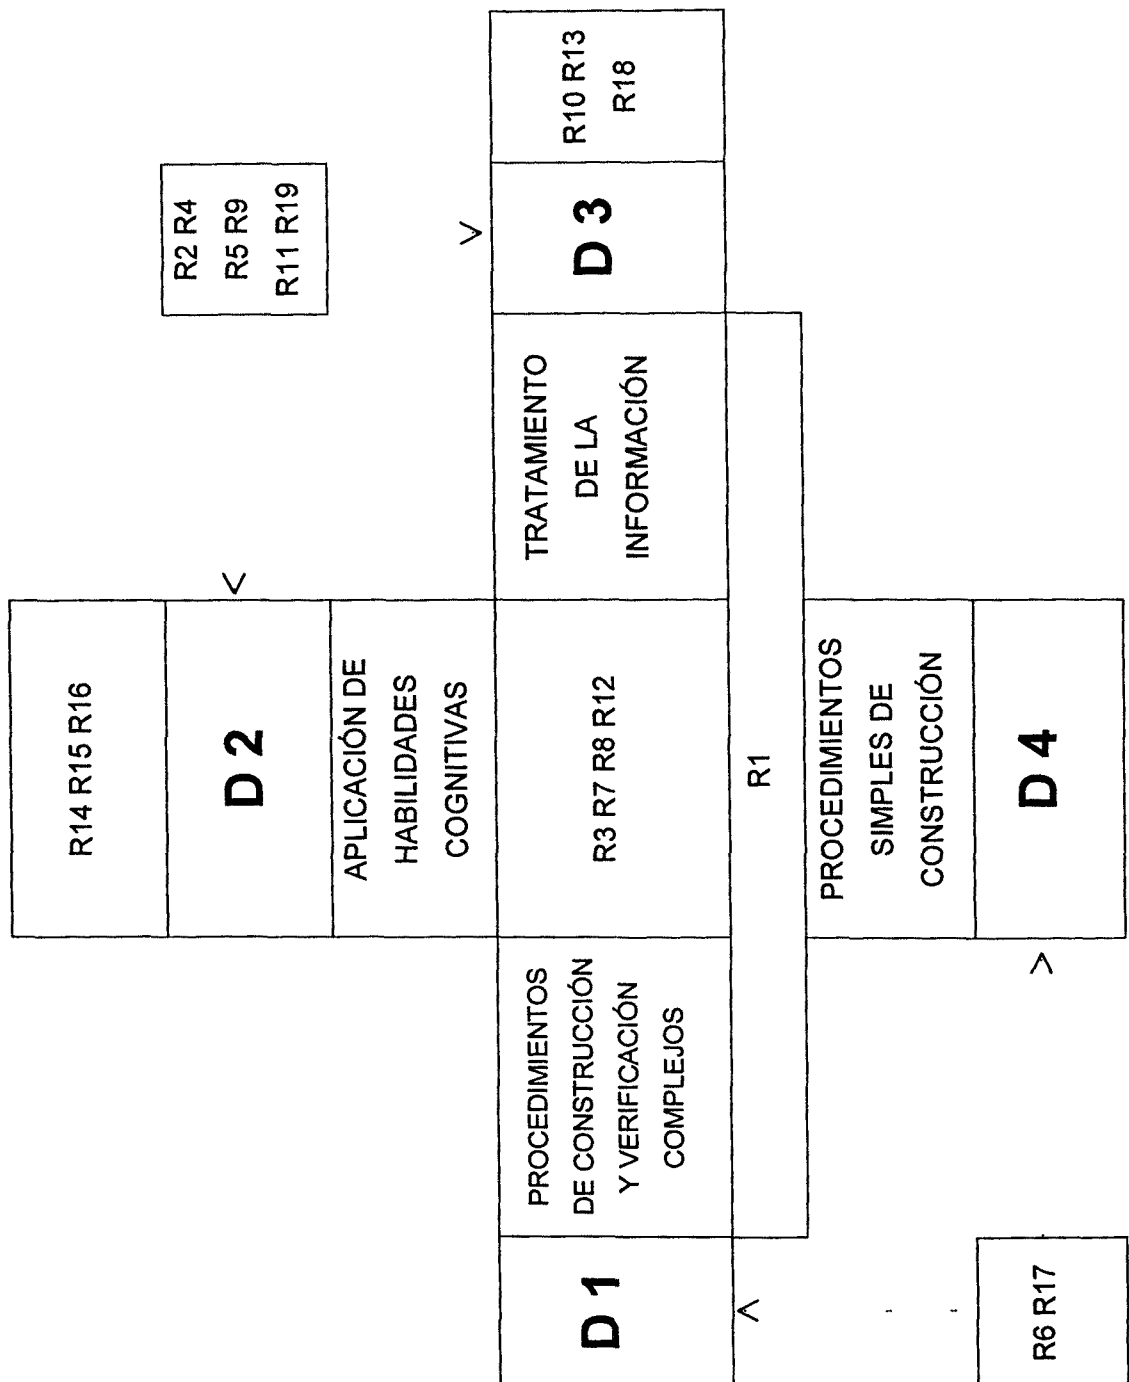 R14 R15 R16
D 2
R2 R4
R5 R9
R11 R19
APLICACIÓN DE
HABILIDADES
COGNITIVAS
D 1
PROCEDIMIENTOS
DE CONSTRUCCIÓN
Y VERIFICACIÓN
COMPLEJOS
R3 R7 R8 R12
TRATAMIENTO
DE LA
INFORMACIÓN
D 3
R10 R13
R18
R1
PROCEDIMIENTOS
SIMPLES DE
CONSTRUCCIÓN
R6 R17
D 4